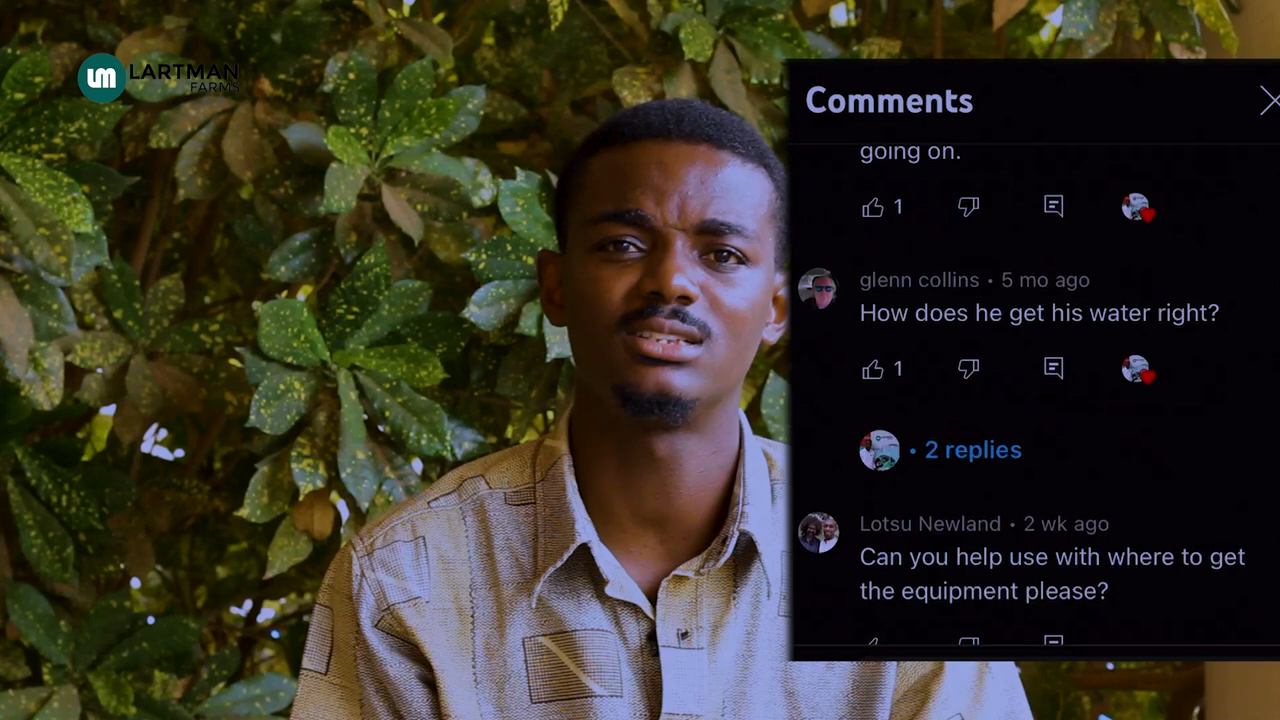 LM LARTMAN
FARMS
Comments
going on.
1
glenn collins • 5 mo ago
How does he get his water right?
1
• 2 replies
Lotsu Newland • 2 wk ago
Can you help use with where to get
the equipment please?